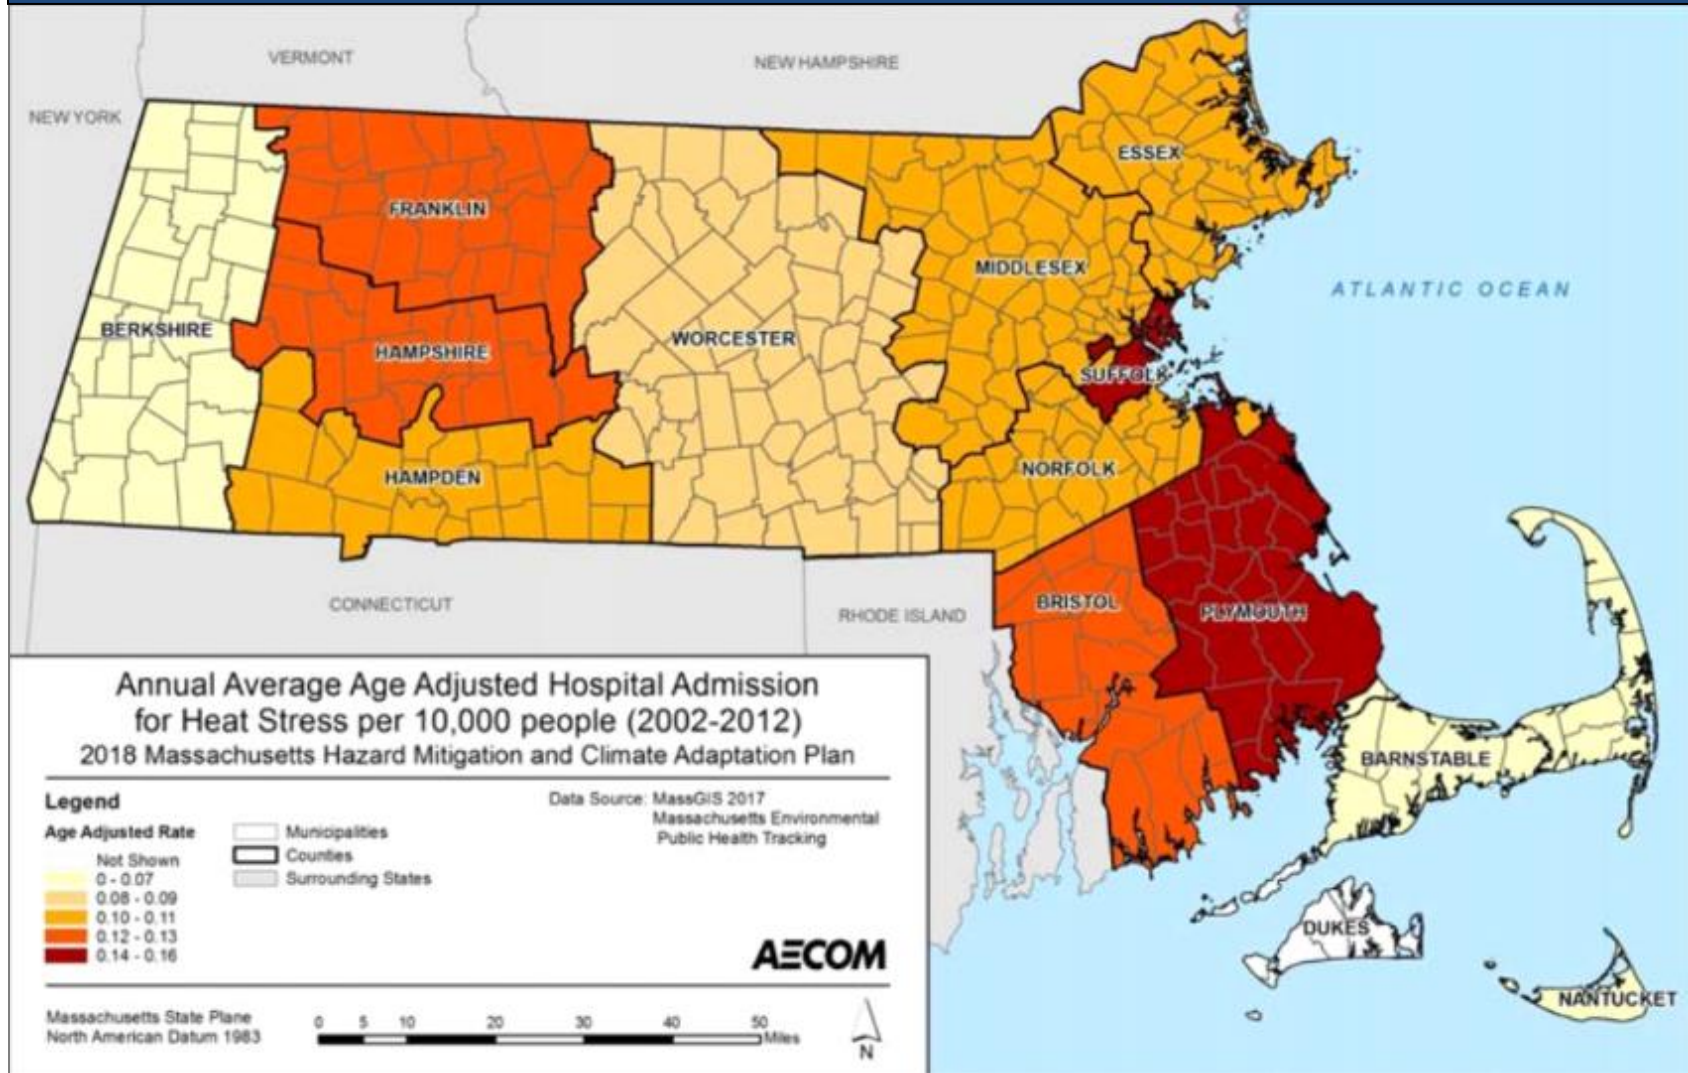 VERMONT
NEW HAMPSHIRE
NEW YORK
ESSEX
FRANKLIN
MIDDLESEX
ATLANTIC OCEAN
BERKSHIRE
WORCESTER
HAMPSHIRE
SUFFOLK
NORFOLK
HAMPDEN
CONNECTICUT
RHODE ISLAND
BRISTOL
PLYMOUTH
BARNSTABLE
DUKES
NANTUCKET
Annual Average Age Adjusted Hospital Admission
for Heat Stress per 10,000 people (2002-2012)
2018 Massachusetts Hazard Mitigation and Climate Adaptation Plan
Legend
Age Adjusted Rate
Not Shown
0 - 0.07
0.08 - 0.09
0.10 - 0.11
0.12 - 0.13
0.14 - 0.16
Municipalities
Counties
Surrounding States
Data Source: MassGIS 2017
Massachusetts Environmental
Public Health Tracking
AECOM
Massachusetts State Plane
North American Datum 1983
0 5 10 20 30 40 50
Miles
N